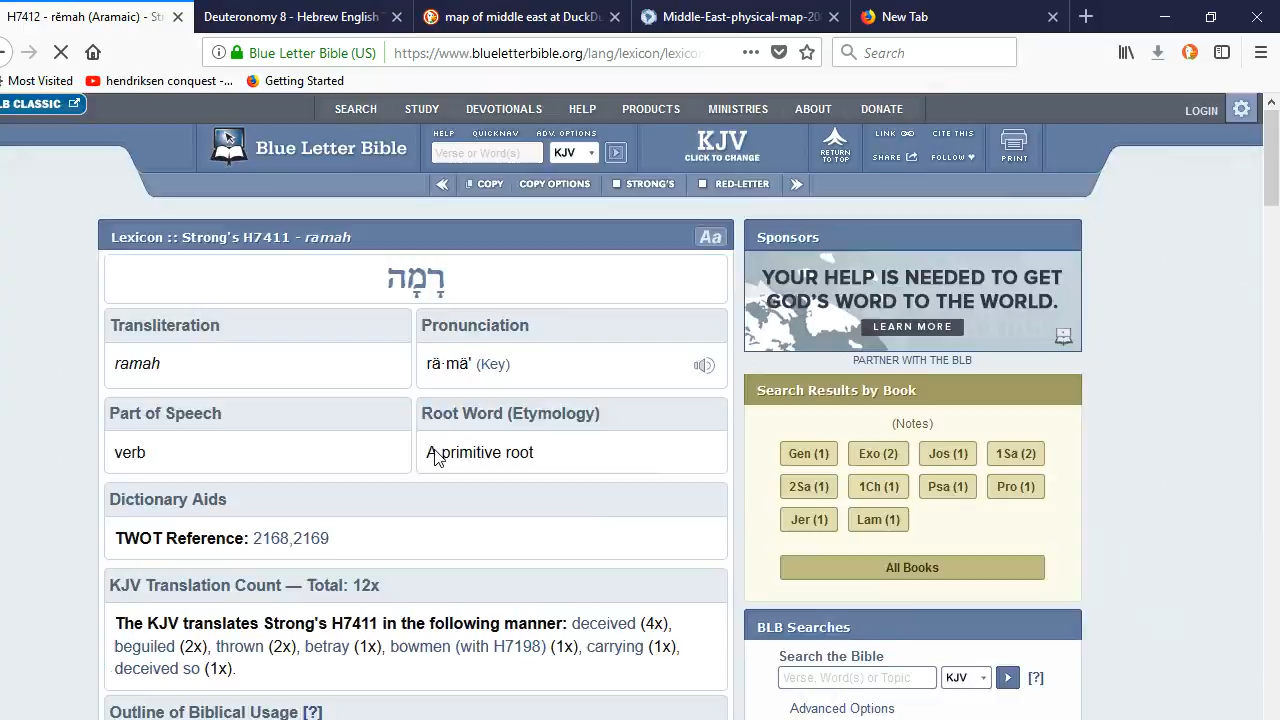 H7412 - rĕmah (Aramaic) - St
Deuteronomy 8 - Hebrew English
map of middle east at DuckDu
Middle-East-physical-map-20
New Tab
Blue Letter Bible (US)
https://www.blueletterbible.org/lang/lexicon/lexico
Search
Most Visited
hendriksen conquest -...
Getting Started
LB CLASSIC
SEARCH STUDY DEVOTIONALS HELP PRODUCTS MINISTRIES ABOUT DONATE
LOGIN
Blue Letter Bible
HELP QUICKNAV ADV. OPTIONS
Verse or Word(s) KJV
KJV
CLICK TO CHANGE
RETURN
TO TOP
LINK CITE THIS
SHARE FOLLOW
PRINT
COPY COPY OPTIONS STRONG'S RED-LETTER
Lexicon :: Strong's H7411 - ramah
Aa
רָמָה
Transliteration
ramah
Pronunciation
rä·mä' (Key)
Part of Speech
verb
Root Word (Etymology)
A primitive root
Dictionary Aids
TWOT Reference: 2168,2169
KJV Translation Count — Total: 12x
The KJV translates Strong's H7411 in the following manner: deceived (4x),
beguiled (2x), thrown (2x), betray (1x), bowmen (with H7198) (1x), carrying (1x),
deceived so (1x).
Outline of Biblical Usage [?]
Sponsors
YOUR HELP IS NEEDED TO GET
GOD'S WORD TO THE WORLD.
LEARN MORE
PARTNER WITH THE BLB
Search Results by Book
(Notes)
Gen (1) Exo (2) Jos (1) 1Sa (2)
2Sa (1) 1Ch (1) Psa (1) Pro (1)
Jer (1) Lam (1)
All Books
BLB Searches
Search the Bible
Verse, Word(s) or Topic KJV [?]
Advanced Options